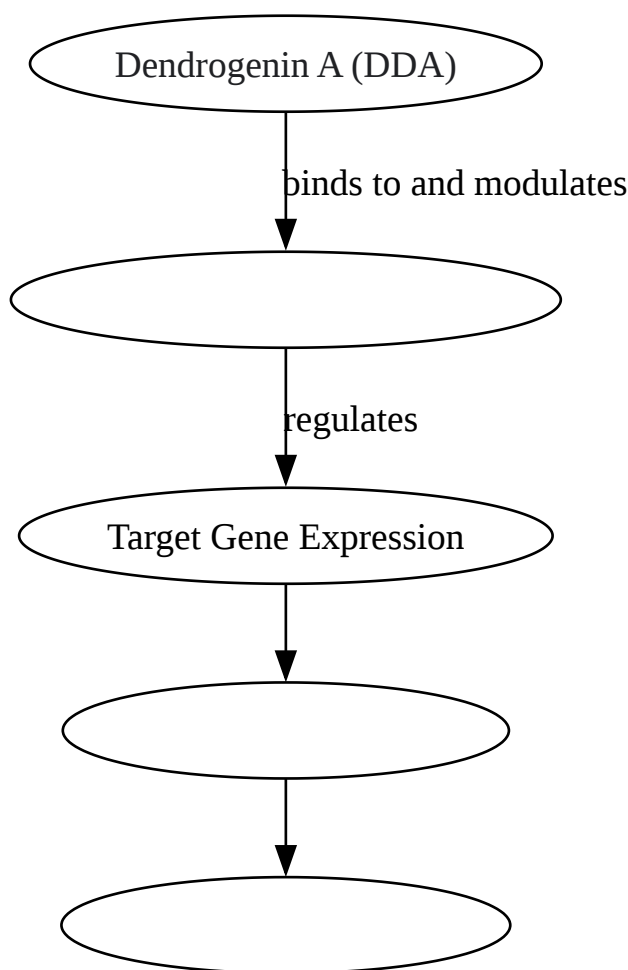 Dendrogenin A (DDA)
binds to and modulates
regulates
Target Gene Expression